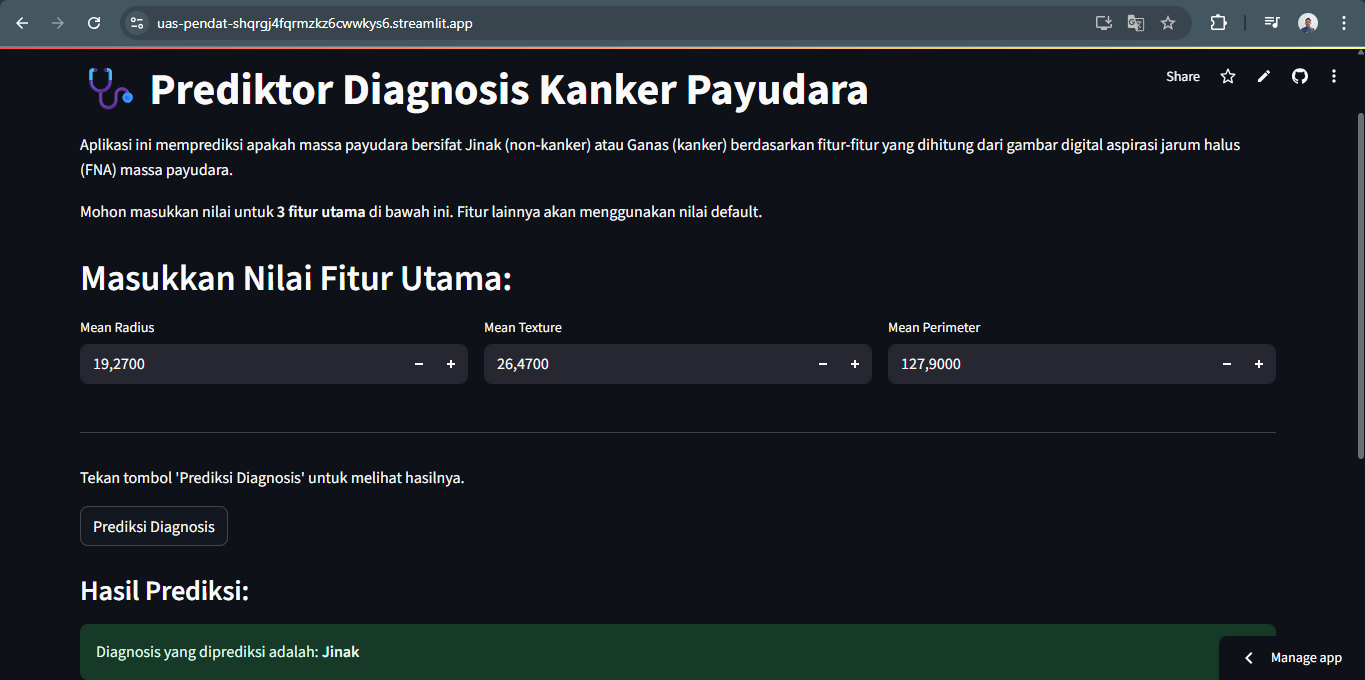 uas-pendat-shqrgj4fqrmzkz6cwwkys6.streamlit.app
Share
Prediktor Diagnosis Kanker Payudara
Aplikasi ini memprediksi apakah massa payudara bersifat Jinak (non-kanker) atau Ganas (kanker) berdasarkan fitur-fitur yang dihitung dari gambar digital aspirasi jarum halus
(FNA) massa payudara.
Mohon masukkan nilai untuk 3 fitur utama di bawah ini. Fitur lainnya akan menggunakan nilai default.
Masukkan Nilai Fitur Utama:
Mean Radius
19,2700
Mean Texture
26,4700
Mean Perimeter
127,9000
Tekan tombol 'Prediksi Diagnosis' untuk melihat hasilnya.
Prediksi Diagnosis
Hasil Prediksi:
Diagnosis yang diprediksi adalah: Jinak
Manage app